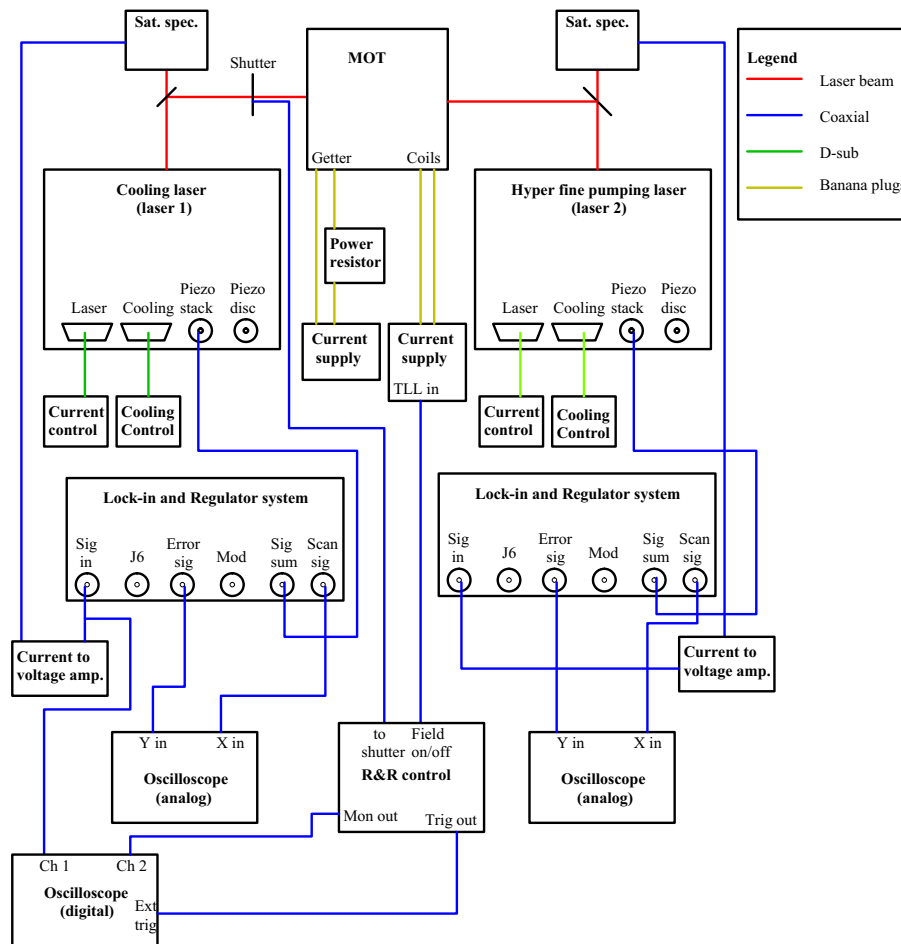 Sat. spec.
Shutter
MOT
Getter
Coils
Sat. spec.
Legend
Laser beam
Coaxial
D-sub
Banana plugs
Cooling laser
(laser 1)
Laser
Cooling
Piezo
stack
Piezo
disc
Power
resistor
Current
supply
Current
supply
TLL in
Hyper fine pumping laser
(laser 2)
Laser
Cooling
Piezo
stack
Piezo
disc
Current
control
Cooling
Control
Current
control
Cooling
Control
Lock-in and Regulator system
Sig
in
J6
Error
sig
Mod
Sig
sum
Scan
sig
Lock-in and Regulator system
Sig
in
J6
Error
sig
Mod
Sig
sum
Scan
sig
Current to
voltage amp.
Current to
voltage amp.
Y in
X in
Oscilloscope
(analog)
to
shutter
Field
on/off
R&R control
Mon out
Trig out
Y in
X in
Oscilloscope
(analog)
Ch 1
Ch 2
Oscilloscope
(digital)
Ext
trig